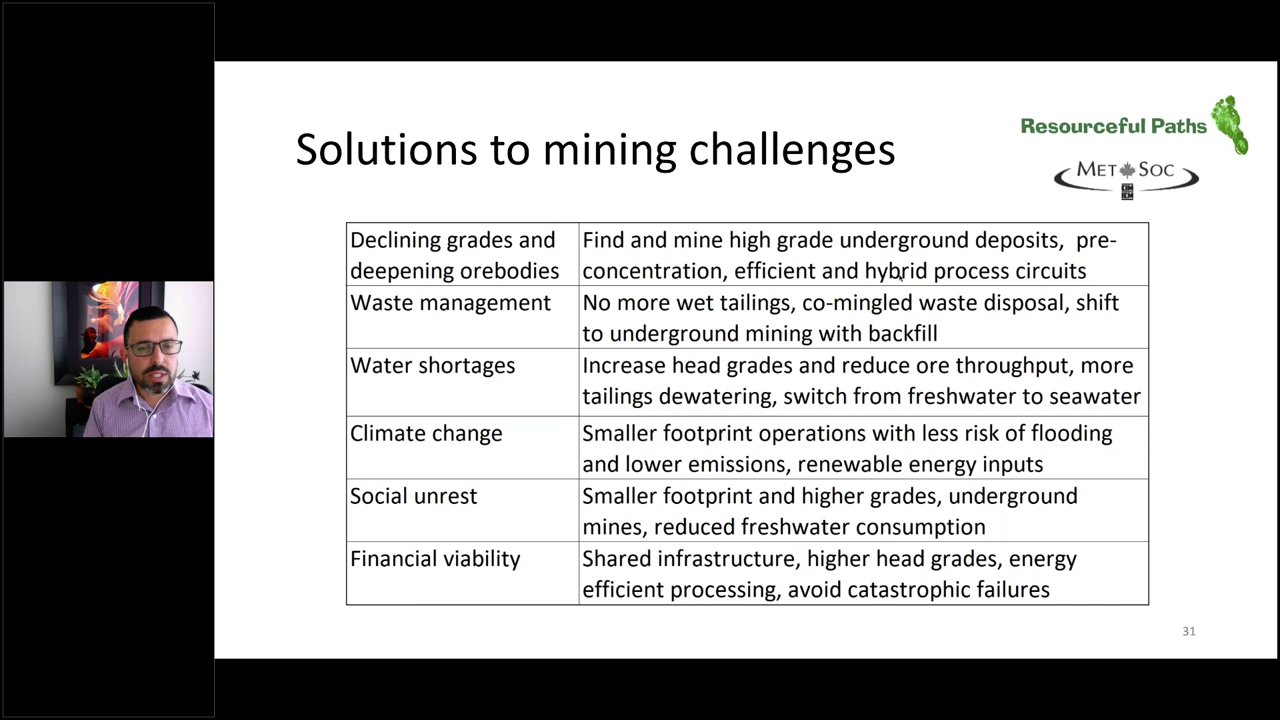 Solutions to mining challenges
Resourceful Paths
MET SOC
CIM
ICM
Declining grades and
deepening orebodies
Find and mine high grade underground deposits, pre-
concentration, efficient and hybrid process circuits
Waste management
No more wet tailings, co-mingled waste disposal, shift
to underground mining with backfill
Water shortages
Increase head grades and reduce ore throughput, more
tailings dewatering, switch from freshwater to seawater
Climate change
Smaller footprint operations with less risk of flooding
and lower emissions, renewable energy inputs
Social unrest
Smaller footprint and higher grades, underground
mines, reduced freshwater consumption
Financial viability
Shared infrastructure, higher head grades, energy
efficient processing, avoid catastrophic failures
31